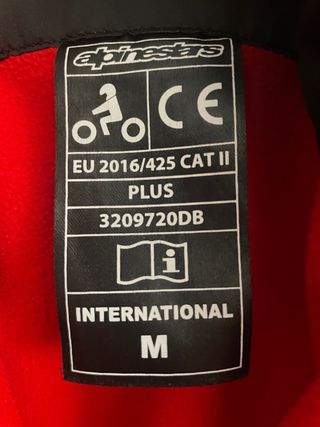 alpinestars
CE
EU 2016/425 CAT II
PLUS
3209720DB
i
INTERNATIONAL
M